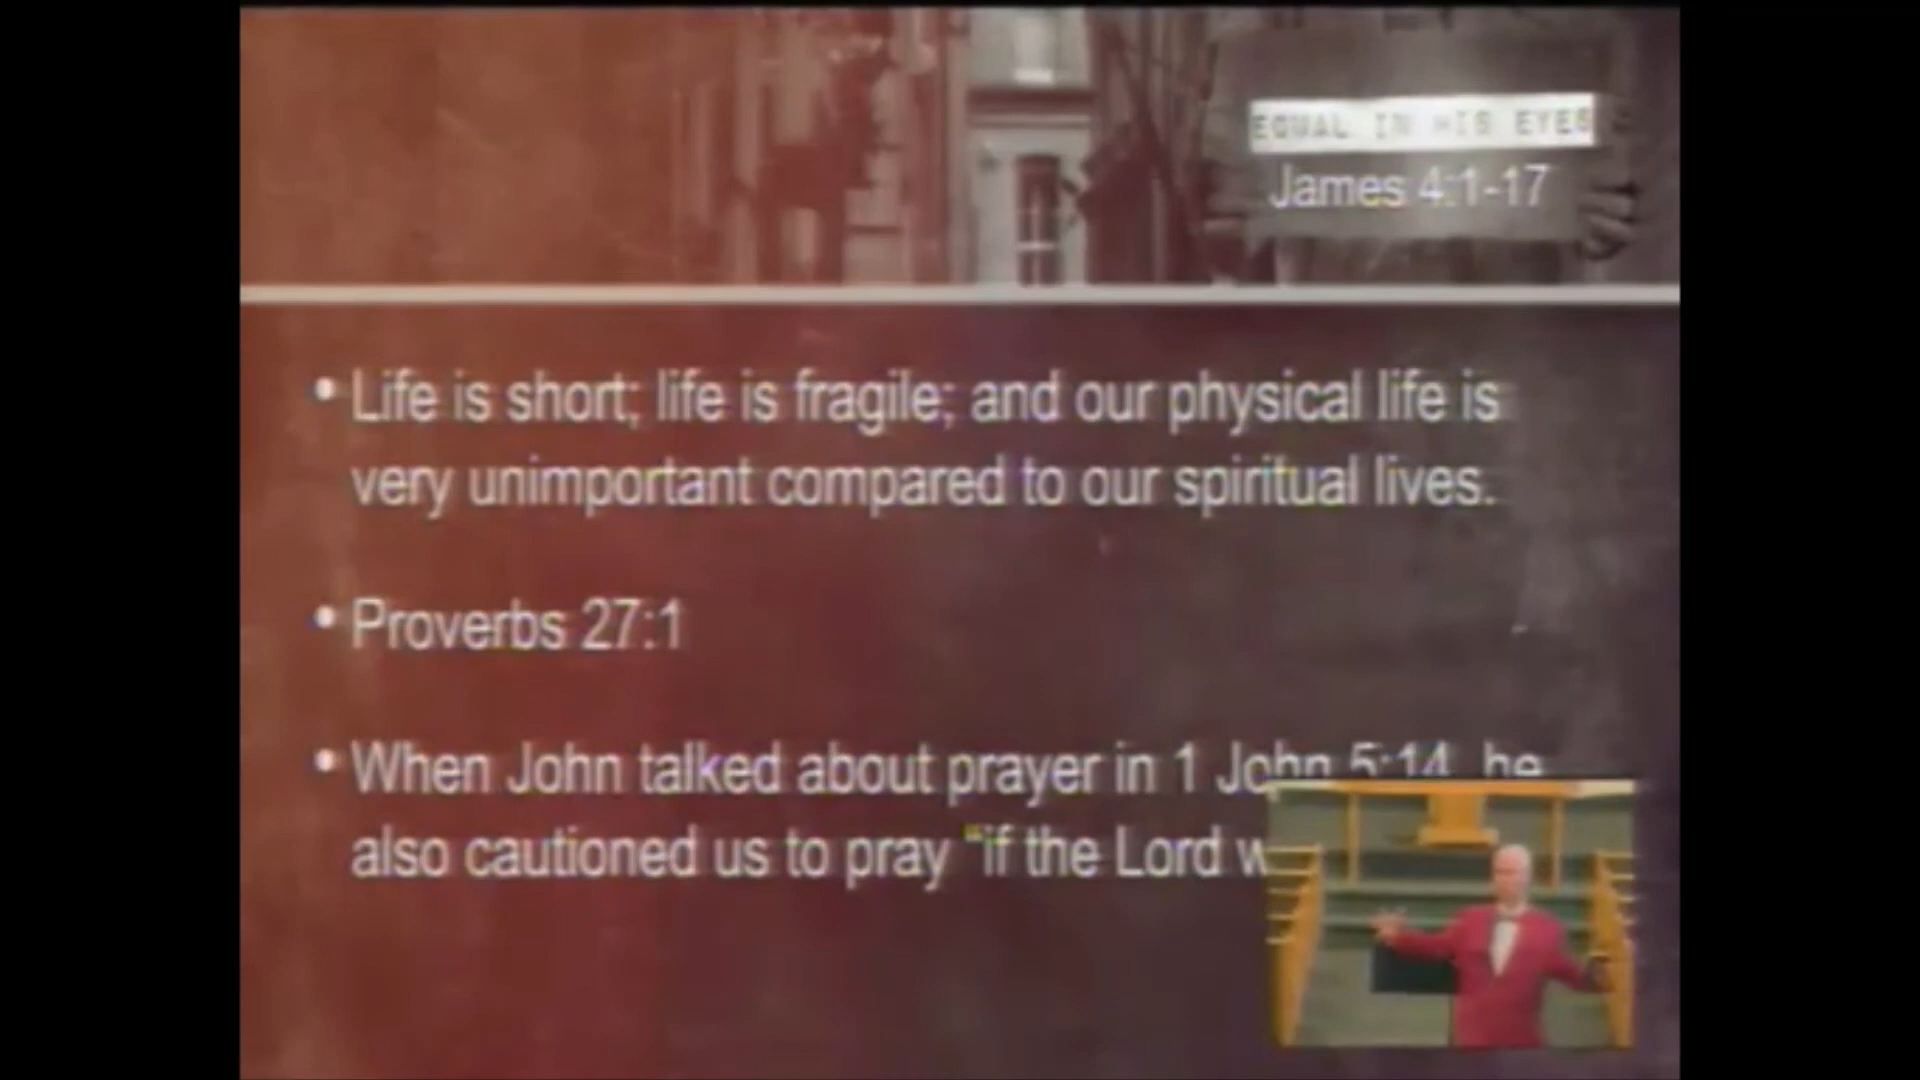 EQUAL IN HIS EYES
James 4:1-17
• Life is short; life is fragile; and our physical life is
very unimportant compared to our spiritual lives.
• Proverbs 27:1
• When John talked about prayer in 1 John 5:14, he
also cautioned us to pray “if the Lord